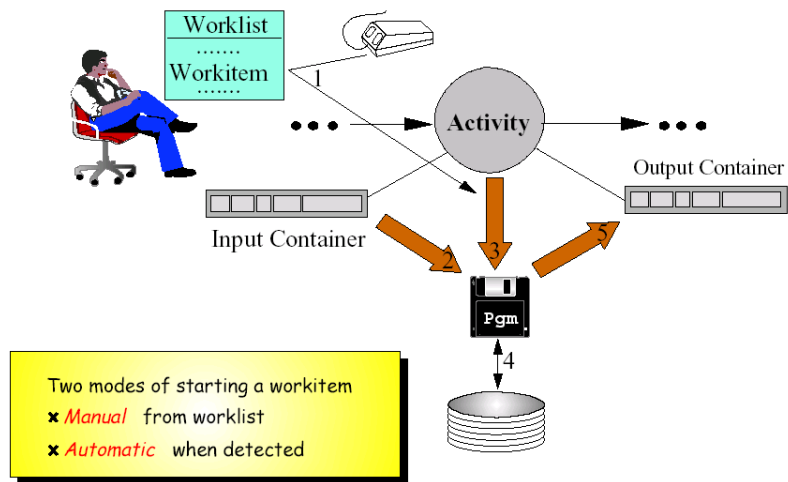 Worklist
.......
Workitem
.......
1
Activity
Output Container
Input Container
2
3
5
Pgm
4
Two modes of starting a workitem
✖ Manual from worklist
✖ Automatic when detected